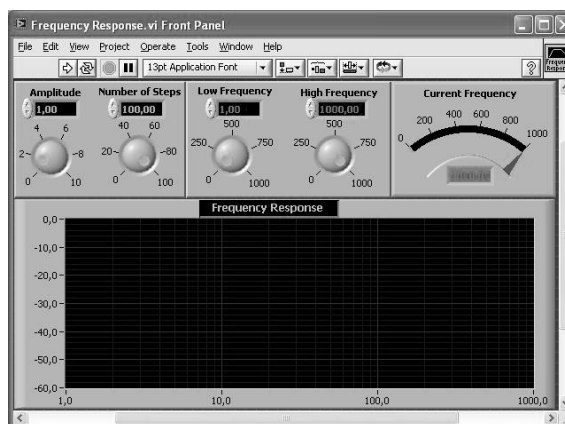 Frequency Response.vi Front Panel
File Edit View Project Operate Tools Window Help
13pt Application Font
Frequency Response
Amplitude Number of Steps Low Frequency High Frequency Current Frequency
1,00 100,00 1,00 1000,00
4 6 40 60 500 500
2 8 20 80 250 750 250 750
0 10 0 100 0 1000 0 1000
0 200 400 600 800 1000
Frequency Response
0,0
-10,0
-20,0
-30,0
-40,0
-50,0
-60,0
1,0 10,0 100,0 1000,0